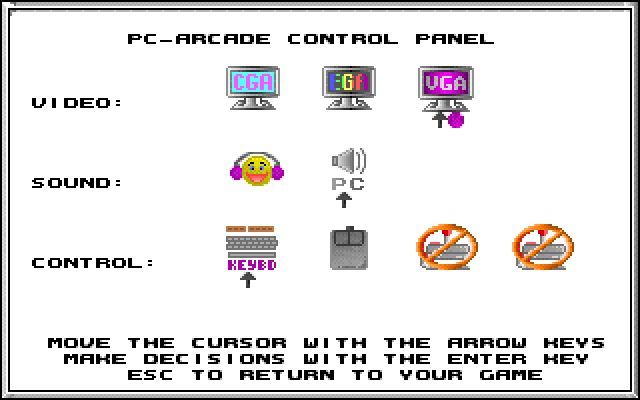 PC-ARCADE CONTROL PANEL
CGA EGA VGA
VIDEO:
SOUND:
PC
CONTROL:
KEYBD
MOVE THE CURSOR WITH THE ARROW KEYS
MAKE DECISIONS WITH THE ENTER KEY
ESC TO RETURN TO YOUR GAME